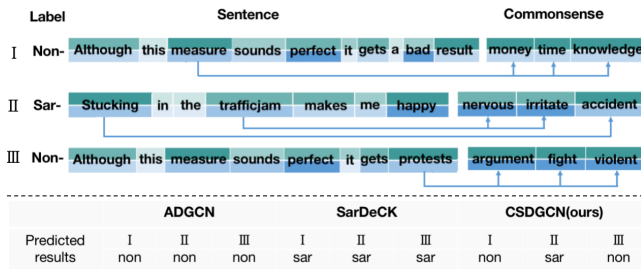 Label Sentence Commonsense
I Non- Although this measure sounds perfect it gets a bad result money time knowledge
II Sar- Stucking in the trafficjam makes me happy nervous irritate accident
III Non- Although this measure sounds perfect it gets protests argument fight violent
ADGCN SarDeCK CSDGCN(ours)
Predicted results I II III I II III I II III
non non non sar sar sar non sar non